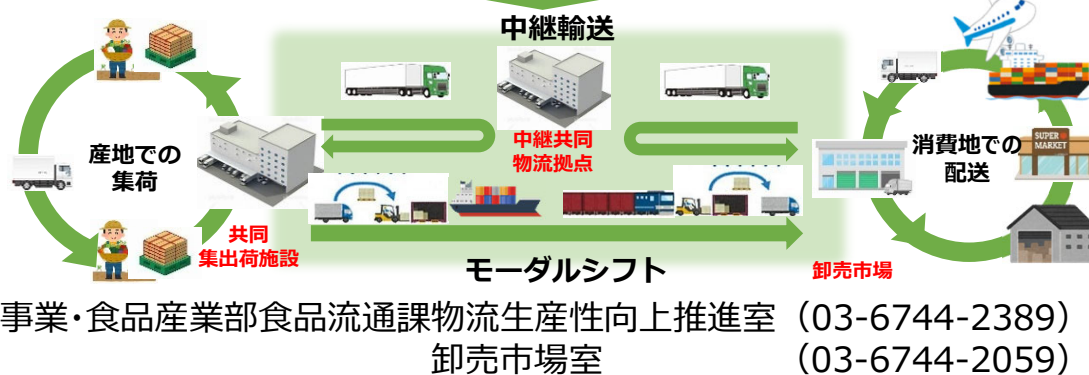 中継輸送
産地での
集荷
中継共同
物流拠点
消費地での
配送
SUPER
MARKET
共同
集出荷施設
モーダルシフト
卸売市場
事業・食品産業部食品流通課物流生産性向上推進室（03-6744-2389）
卸売市場室　（03-6744-2059）